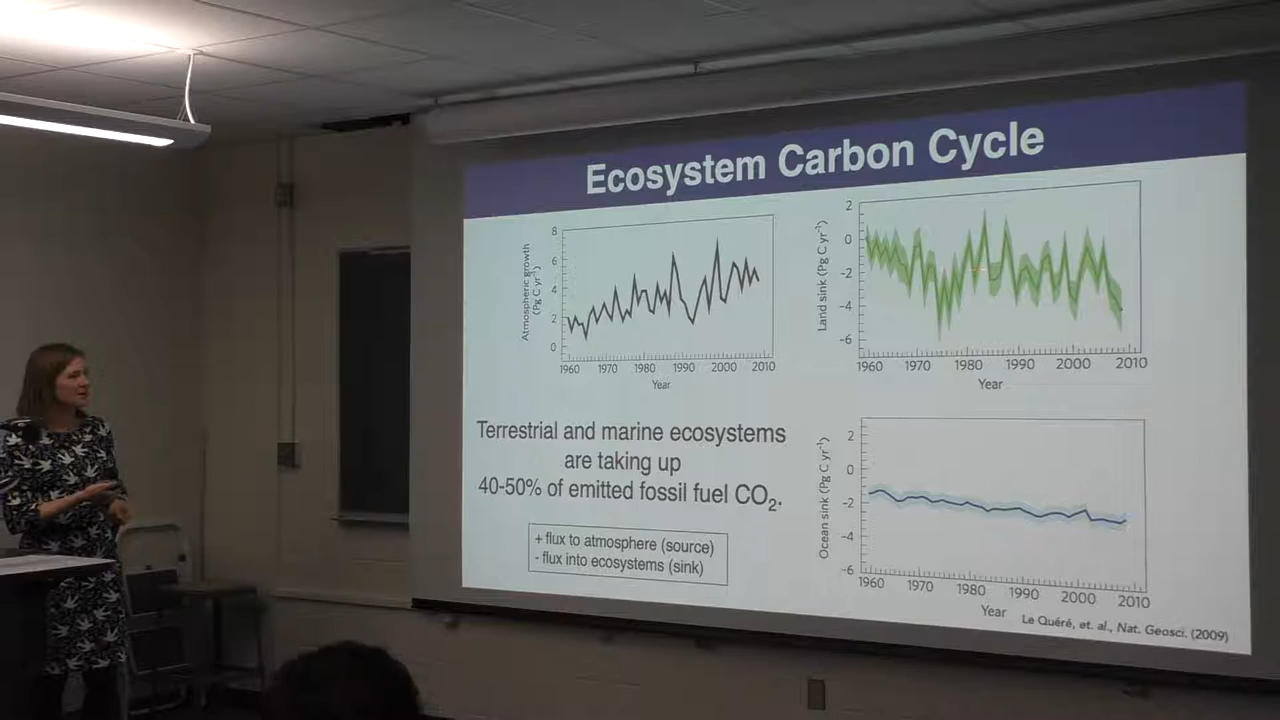 Ecosystem Carbon Cycle
Atmospheric growth
(Pg C yr⁻¹)
8
6
4
2
0
1960 1970 1980 1990 2000 2010
Year
Land sink (Pg C yr⁻¹)
2
0
-2
-4
-6
1960 1970 1980 1990 2000 2010
Year
Terrestrial and marine ecosystems
are taking up
40-50% of emitted fossil fuel CO₂.
+ flux to atmosphere (source)
- flux into ecosystems (sink)
Ocean sink (Pg C yr⁻¹)
2
0
-2
-4
-6
1960 1970 1980 1990 2000 2010
Year
Le Quéré, et. al., Nat. Geosci. (2009)